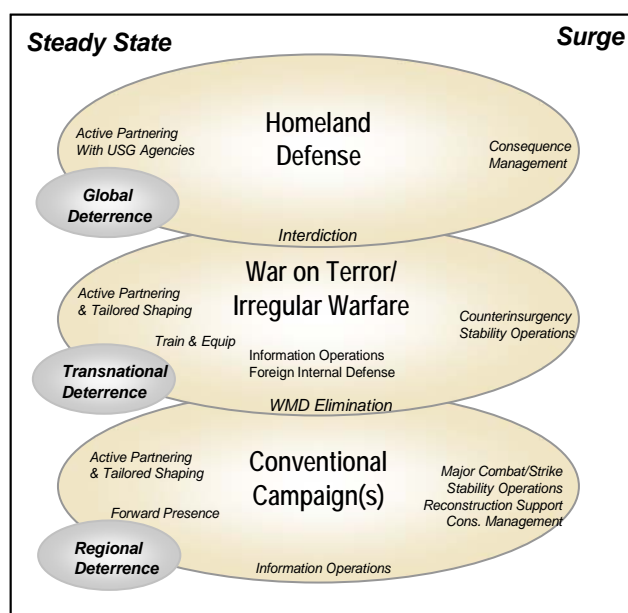 Steady State
Surge
Homeland
Defense
Active Partnering
With USG Agencies
Consequence
Management
Global
Deterrence
Interdiction
War on Terror/
Irregular Warfare
Active Partnering
& Tailored Shaping
Counterinsurgency
Stability Operations
Train & Equip
Information Operations
Foreign Internal Defense
Transnational
Deterrence
WMD Elimination
Conventional
Campaign(s)
Active Partnering
& Tailored Shaping
Major Combat/Strike
Stability Operations
Reconstruction Support
Cons. Management
Forward Presence
Regional
Deterrence
Information Operations